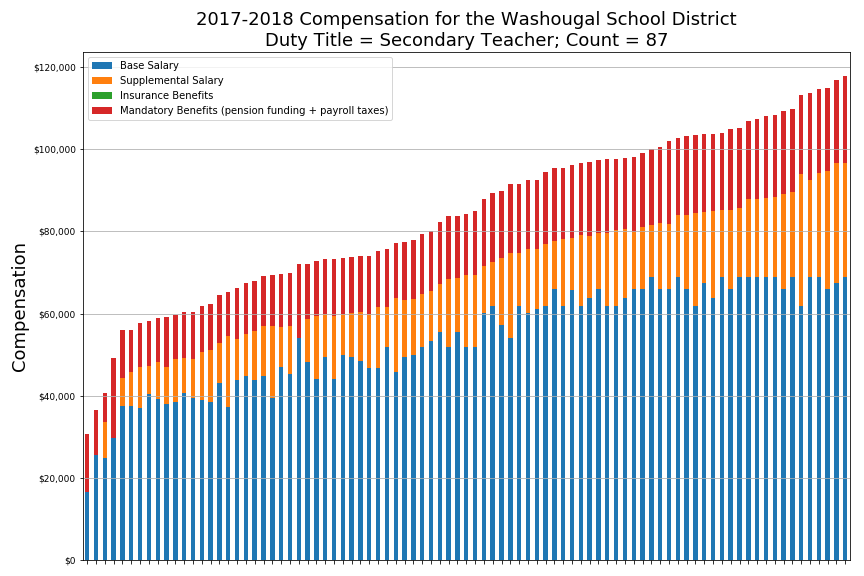 2017-2018 Compensation for the Washougal School District
Duty Title = Secondary Teacher; Count = 87
Base Salary
Supplemental Salary
Insurance Benefits
Mandatory Benefits (pension funding + payroll taxes)
$120,000
$100,000
$80,000
$60,000
$40,000
$20,000
$0
Compensation